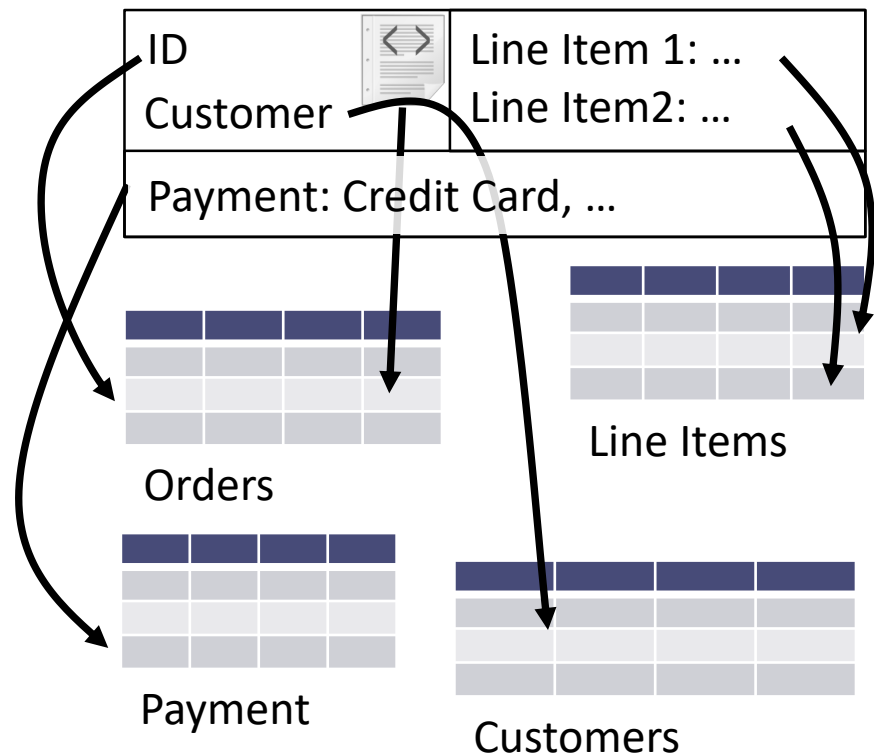 ID
Customer
<>
Line Item 1: …
Line Item2: …
Payment: Credit Card, …
Orders
Line Items
Payment
Customers